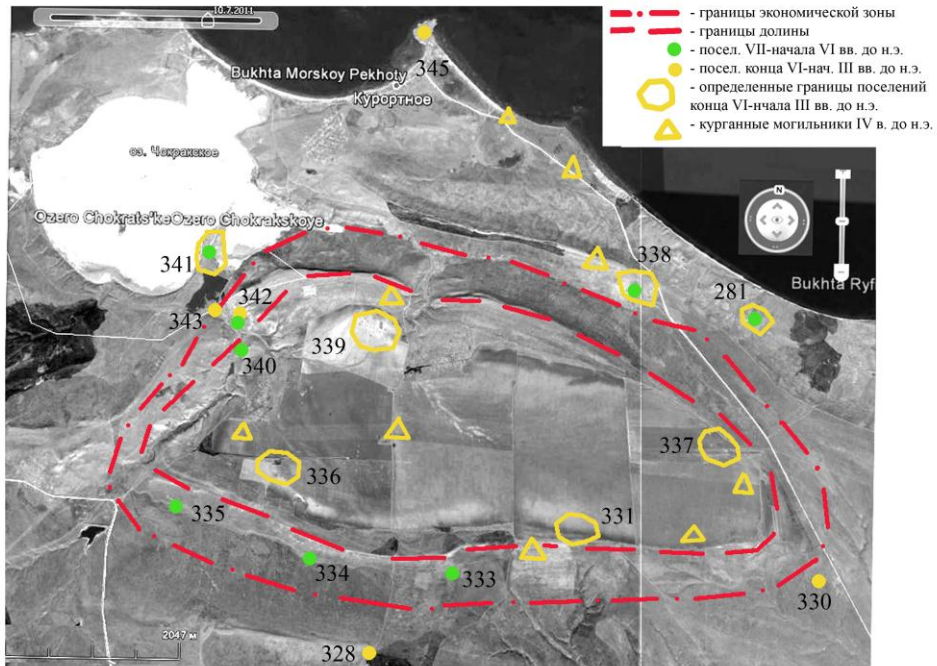 10.7.2011
- границы экономической зоны
- границы долины
- посел. VII-начала VI вв. до н.э.
- посел. конца VI-нач. III вв. до н.э.
- определенные границы поселений
конца VI-нчала III вв. до н.э.
- курганные могильники IV в. до н.э.
345
Bukhta Morskoy Pekhoty
Курортное
оз. Чокракское
N
Ozero Chokrats'keOzero Chokrakskoye
341
338
281
Bukhta Ryfi
342
343
339
340
337
336
331
335
334
333
330
2047 м
328